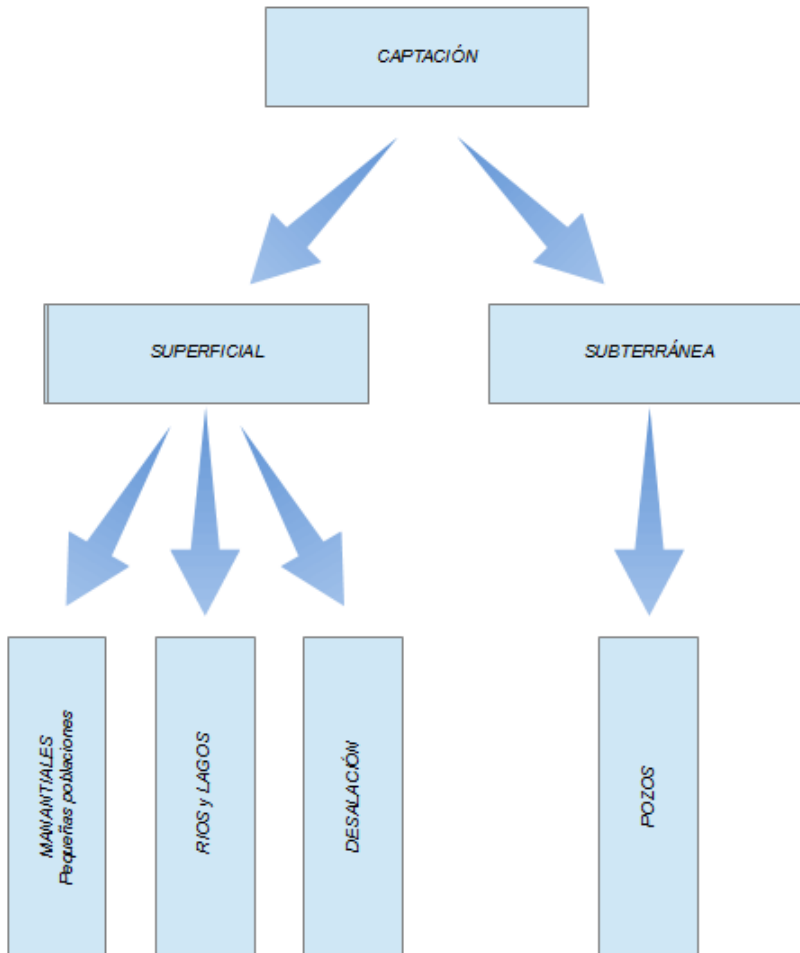 CAPTACIÓN
SUPERFICIAL
SUBTERRÁNEA
MANANTIALES
Pequeñas poblaciones
RIOS y LAGOS
DESALACIÓN
POZOS